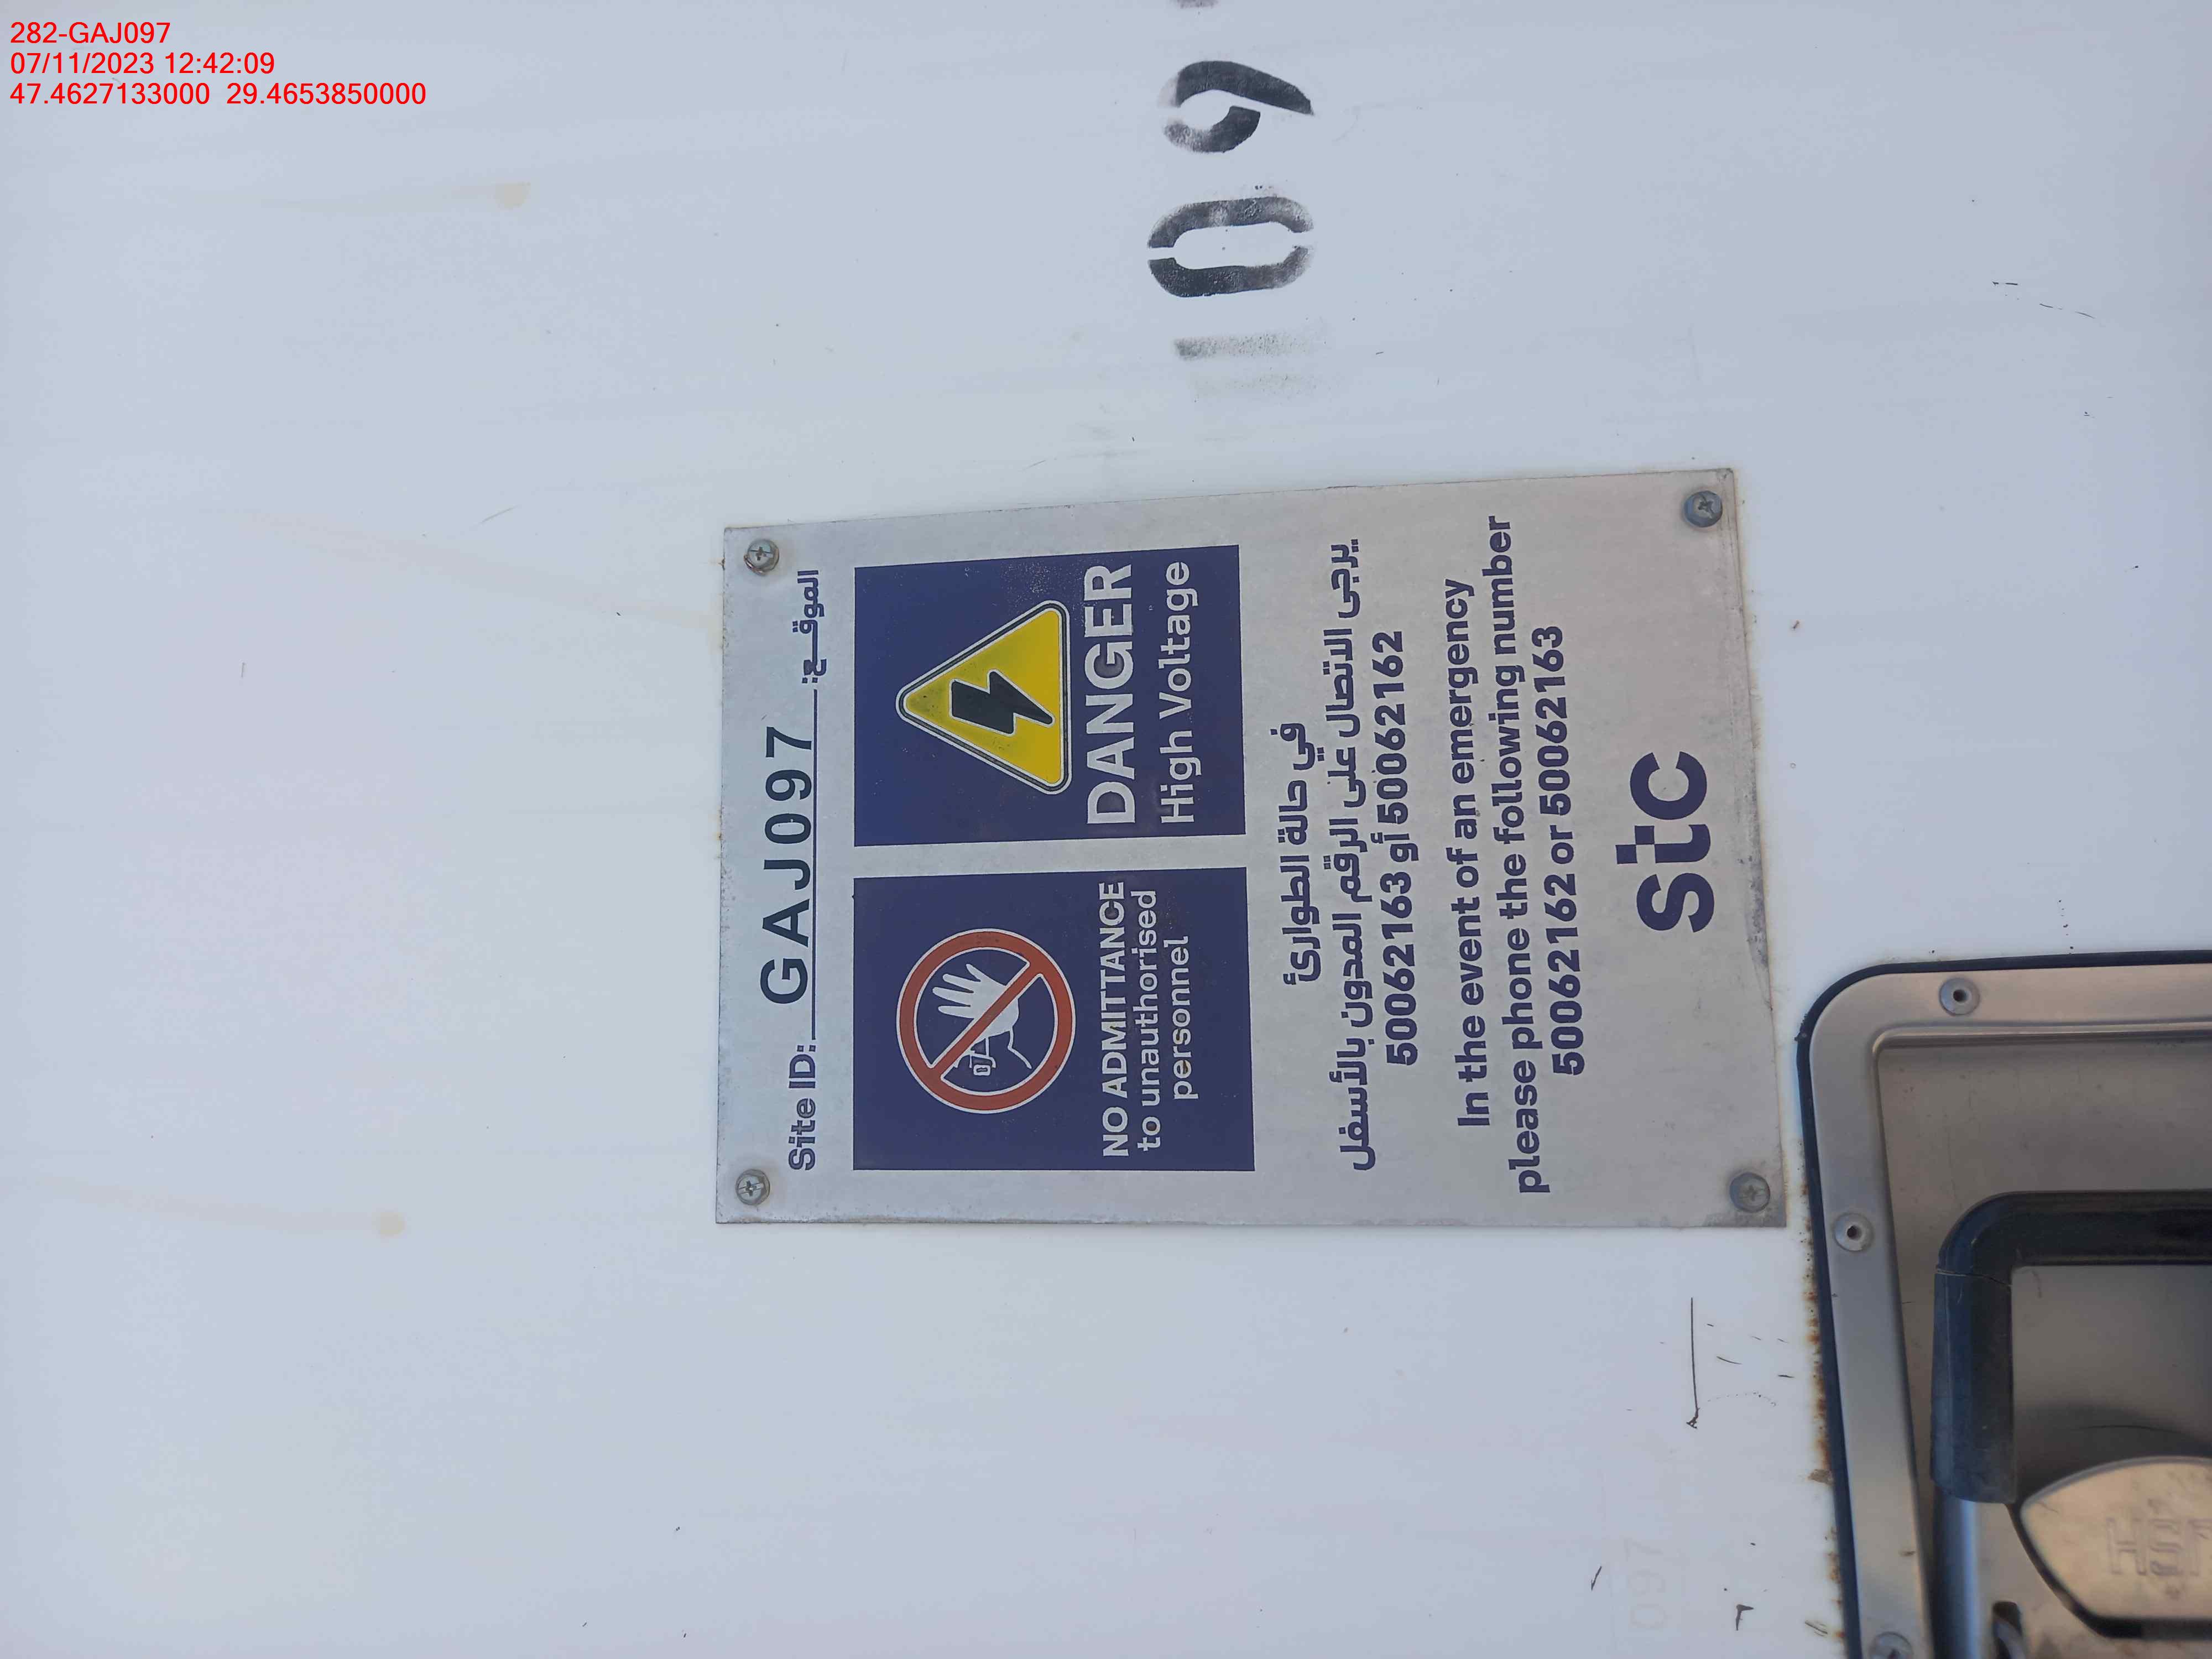 282-GAJ097
07/11/2023 12:42:09
47.4627133000 29.4653850000
09
Site ID: GAJ097 الموقع:
NO ADMITTANCE
to unauthorised
personnel
DANGER
High Voltage
في حالة الطوارئ
يرجى الاتصال على الرقم المدون بالأسفل
50062163 أو 50062162
In the event of an emergency
please phone the following number
50062162 or 50062163
stc
097